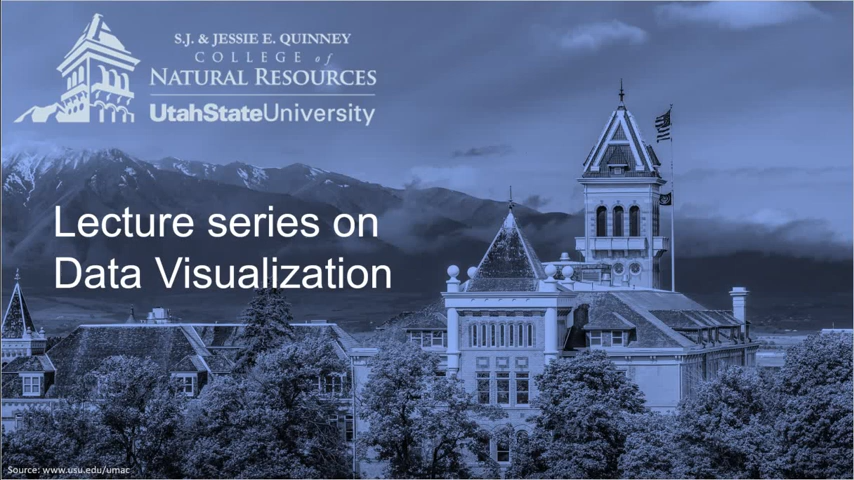 S.J. & JESSIE E. QUINNEY
COLLEGE of
NATURAL RESOURCES
UtahStateUniversity
Lecture series on
Data Visualization
Source: www.usu.edu/umac